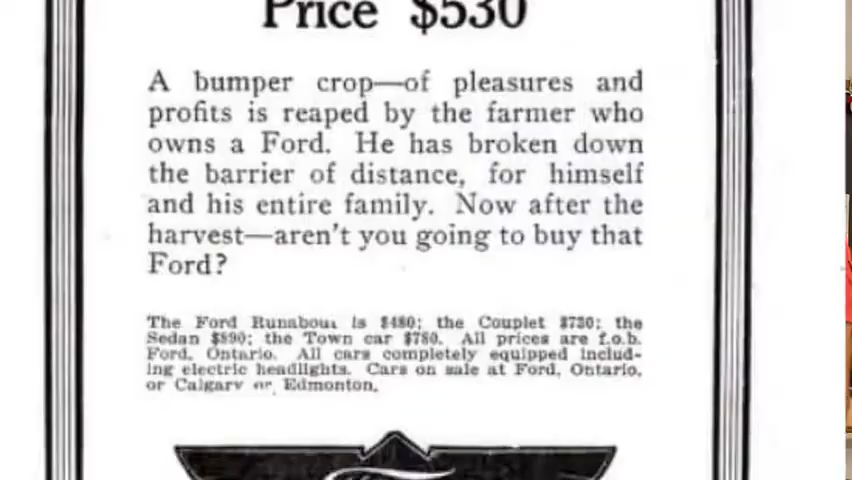 Price $530
A bumper crop—of pleasures and
profits is reaped by the farmer who
owns a Ford. He has broken down
the barrier of distance, for himself
and his entire family. Now after the
harvest—aren't you going to buy that
Ford?
The Ford Runabout is $480; the Couplet $730; the
Sedan $890; the Town car $780. All prices are f.o.b.
Ford, Ontario. All cars completely equipped includ-
ing electric headlights. Cars on sale at Ford, Ontario,
or Calgary or Edmonton.